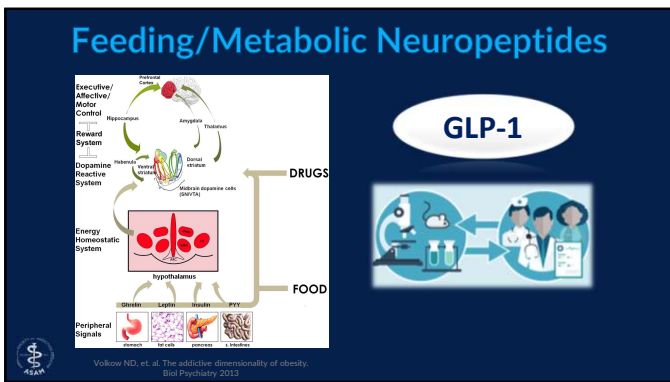 Feeding/Metabolic Neuropeptides
Executive/
Affective/
Motor
Control
Reward
System
Dopamine
Reactive
System
Energy
Homeostatic
System
Peripheral
Signals
Prefrontal
Cortex
Hippocampus
Amygdala
Thalamus
Habenula
Ventral
striatum
Dorsal
striatum
Midbrain dopamine cells
(SN/VTA)
hypothalamus
Ghrelin Leptin Insulin PYY
stomach fat cells pancreas s. intestines
DRUGS
FOOD
GLP-1
Volkow ND, et. al. The addictive dimensionality of obesity.
Biol Psychiatry 2013
ASAM